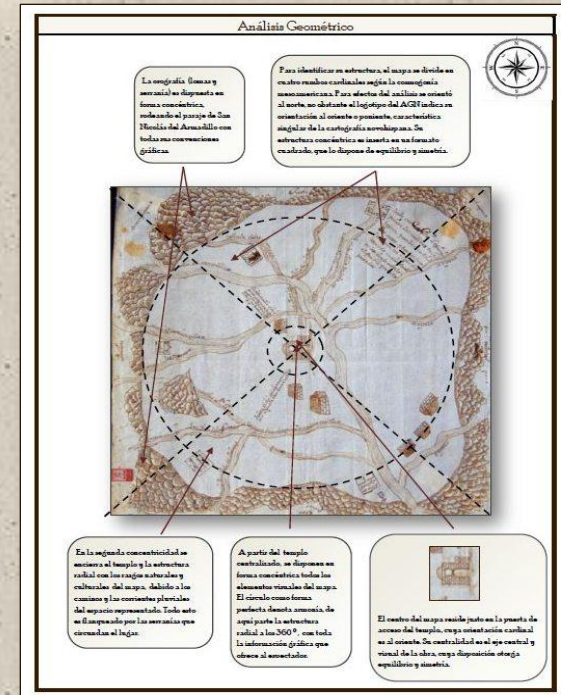 Análisis Geométrico
La orografía (lomas y
serranía) es dispuesta en
forma concéntrica,
rodeando el paraje de San
Nicolás del Armadillo con
todas sus convenciones
gráficas.
Para identificar su estructura, el mapa se divide en
cuatro rumbos cardinales según la cosmogonía
mesoamericana. Para efectos del análisis se orientó
al norte, no obstante el logotipo del AGN indica su
orientación al oriente o poniente, característica
singular de la cartografía novohispana. Su
estructura concéntrica es inserta en un formato
cuadrado, que lo dispone de equilibrio y simetría.
En la segunda concentricidad se
encierra el templo y la estructura
radial con los rasgos naturales y
culturales del mapa, debido a los
caminos y las corrientes pluviales
del espacio representado. Todo esto
es flanqueado por las serranías que
circundan el lugar.
A partir del templo
centralizado, se disponen en
forma concéntrica todos los
elementos visuales del mapa.
El círculo como forma
perfecta denota armonía, de
aquí parte la estructura
radial a los 360º, con toda
la información gráfica que
ofrece al espectador.
El centro del mapa reside justo en la puerta de
acceso del templo, cuya orientación cardinal
es al oriente. Su centralidad es el eje central y
visual de la obra, cuya disposición otorga
equilibrio y simetría.